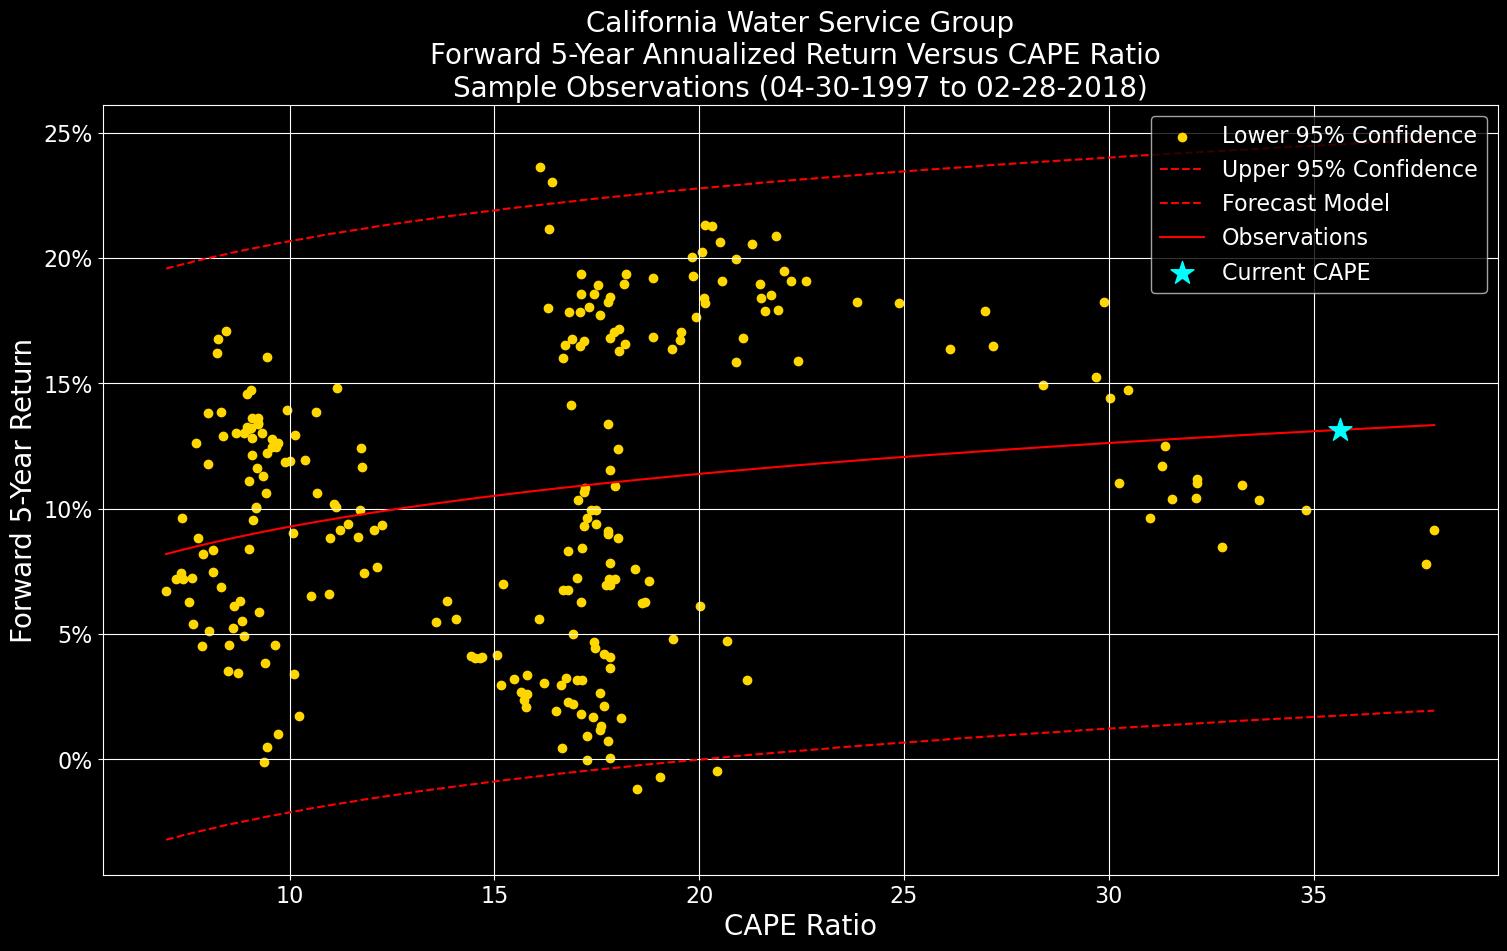 California Water Service Group
Forward 5-Year Annualized Return Versus CAPE Ratio
Sample Observations (04-30-1997 to 02-28-2018)
Lower 95% Confidence
Upper 95% Confidence
Forecast Model
Observations
Current CAPE
Forward 5-Year Return
25%
20%
15%
10%
5%
0%
10 15 20 25 30 35
CAPE Ratio